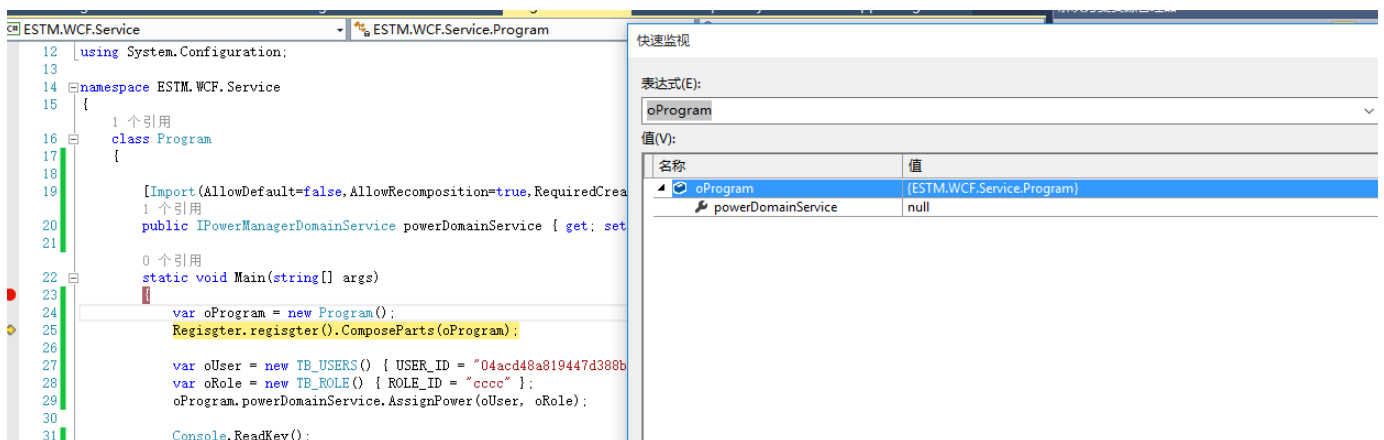 ESTM.WCF.Service
ESTM.WCF.Service.Program
12 using System.Configuration;
13
14 namespace ESTM.WCF.Service
15 {
1 个引用
16 class Program
17 {
18
19 [Import(AllowDefault=false,AllowRecomposition=true,RequiredCrea
1 个引用
20 public IPowerManagerDomainService powerDomainService { get; set
21
0 个引用
22 static void Main(string[] args)
23 {
24 var oProgram = new Program();
25 Regisgter.regisgter().ComposeParts(oProgram);
26
27 var oUser = new TB_USERS() { USER_ID = "04acd48a819447d388b
28 var oRole = new TB_ROLE() { ROLE_ID = "cccc" };
29 oProgram.powerDomainService.AssignPower(oUser, oRole);
30
31 Console.ReadKey();
快速监视
表达式(E):
oProgram
值(V):
名称 值
oProgram {ESTM.WCF.Service.Program}
powerDomainService null